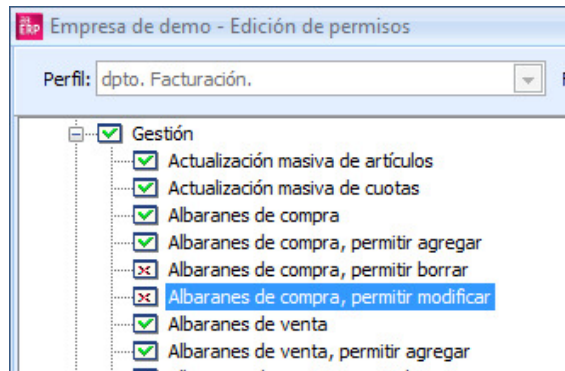 ERP Empresa de demo - Edición de permisos
Perfil: dpto. Facturación.
Gestión
Actualización masiva de artículos
Actualización masiva de cuotas
Albaranes de compra
Albaranes de compra, permitir agregar
Albaranes de compra, permitir borrar
Albaranes de compra, permitir modificar
Albaranes de venta
Albaranes de venta, permitir agregar